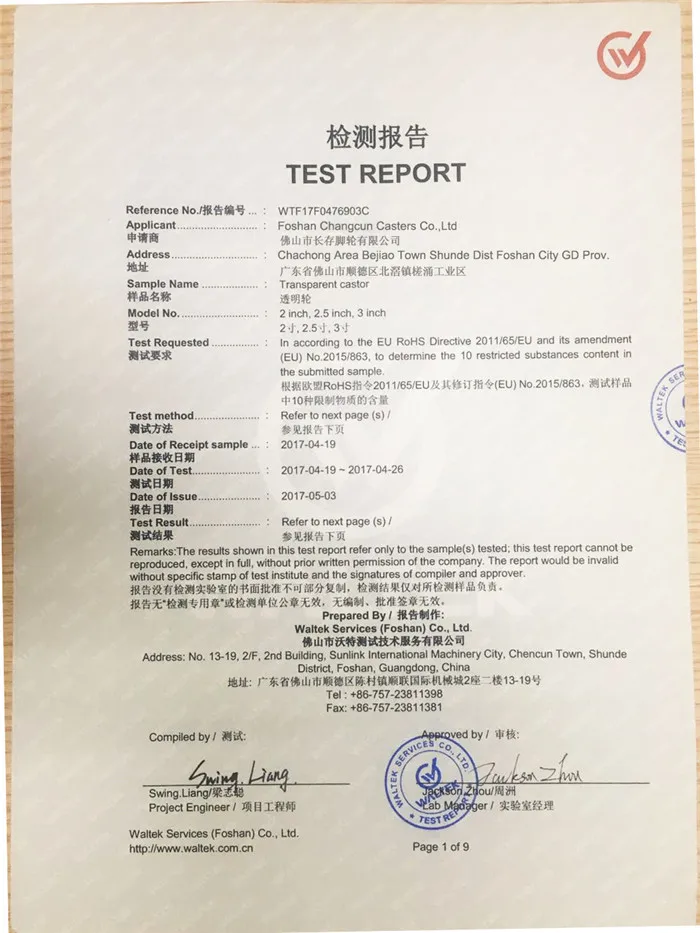 检测报告
TEST REPORT
Reference No./报告编号 ... : WTF17F0476903C
Applicant............................ : Foshan Changcun Casters Co.,Ltd
申请商 佛山市长存脚轮有限公司
Address.............................. : Chachong Area Bejiao Town Shunde Dist Foshan City GD Prov.
地址 广东省佛山市顺德区北滘镇槎涌工业区
Sample Name .................... : Transparent castor
样品名称 透明轮
Model No. .......................... : 2 inch, 2.5 inch, 3 inch
型号 2寸, 2.5寸, 3寸
Test Requested ................ : In according to the EU RoHS Directive 2011/65/EU and its amendment
测试要求 (EU) No.2015/863, to determine the 10 restricted substances content in
the submitted sample.
根据欧盟RoHS指令2011/65/EU及其修订指令(EU) No.2015/863，测试样品
中10种限制物质的含量
Test method....................... : Refer to next page (s) /
测试方法 参见报告下页
Date of Receipt sample ... : 2017-04-19
样品接收日期
Date of Test........................ : 2017-04-19 ~ 2017-04-26
测试日期
Date of Issue...................... : 2017-05-03
报告日期
Test Result......................... : Refer to next page (s) /
测试结果 参见报告下页
Remarks:The results shown in this test report refer only to the sample(s) tested; this test report cannot be
reproduced, except in full, without prior written permission of the company. The report would be invalid
without specific stamp of test institute and the signatures of compiler and approver.
报告没有检测实验室的书面批准不可部分复制，检测结果仅对所检测样品负责。
报告无“检测专用章”或检测单位公章无效，无编制、批准签章无效。
Prepared By / 报告制作:
Waltek Services (Foshan) Co., Ltd.
佛山市沃特测试技术服务有限公司
Address: No. 13-19, 2/F, 2nd Building, Sunlink International Machinery City, Chencun Town, Shunde
District, Foshan, Guangdong, China
地址: 广东省佛山市顺德区陈村镇顺联国际机械城2座二楼13-19号
Tel : +86-757-23811398
Fax: +86-757-23811381
Compiled by / 测试: Approved by / 审核:
Swing. Liang. Jackson Zhou
Swing.Liang/梁志聪 Jackson.Zhou/周洲
Project Engineer / 项目工程师 Lab Manager / 实验室经理
WALTEK SERVICES CO., LTD.
WALTEK
TEST REPORT
Waltek Services (Foshan) Co., Ltd.
http://www.waltek.com.cn Page 1 of 9